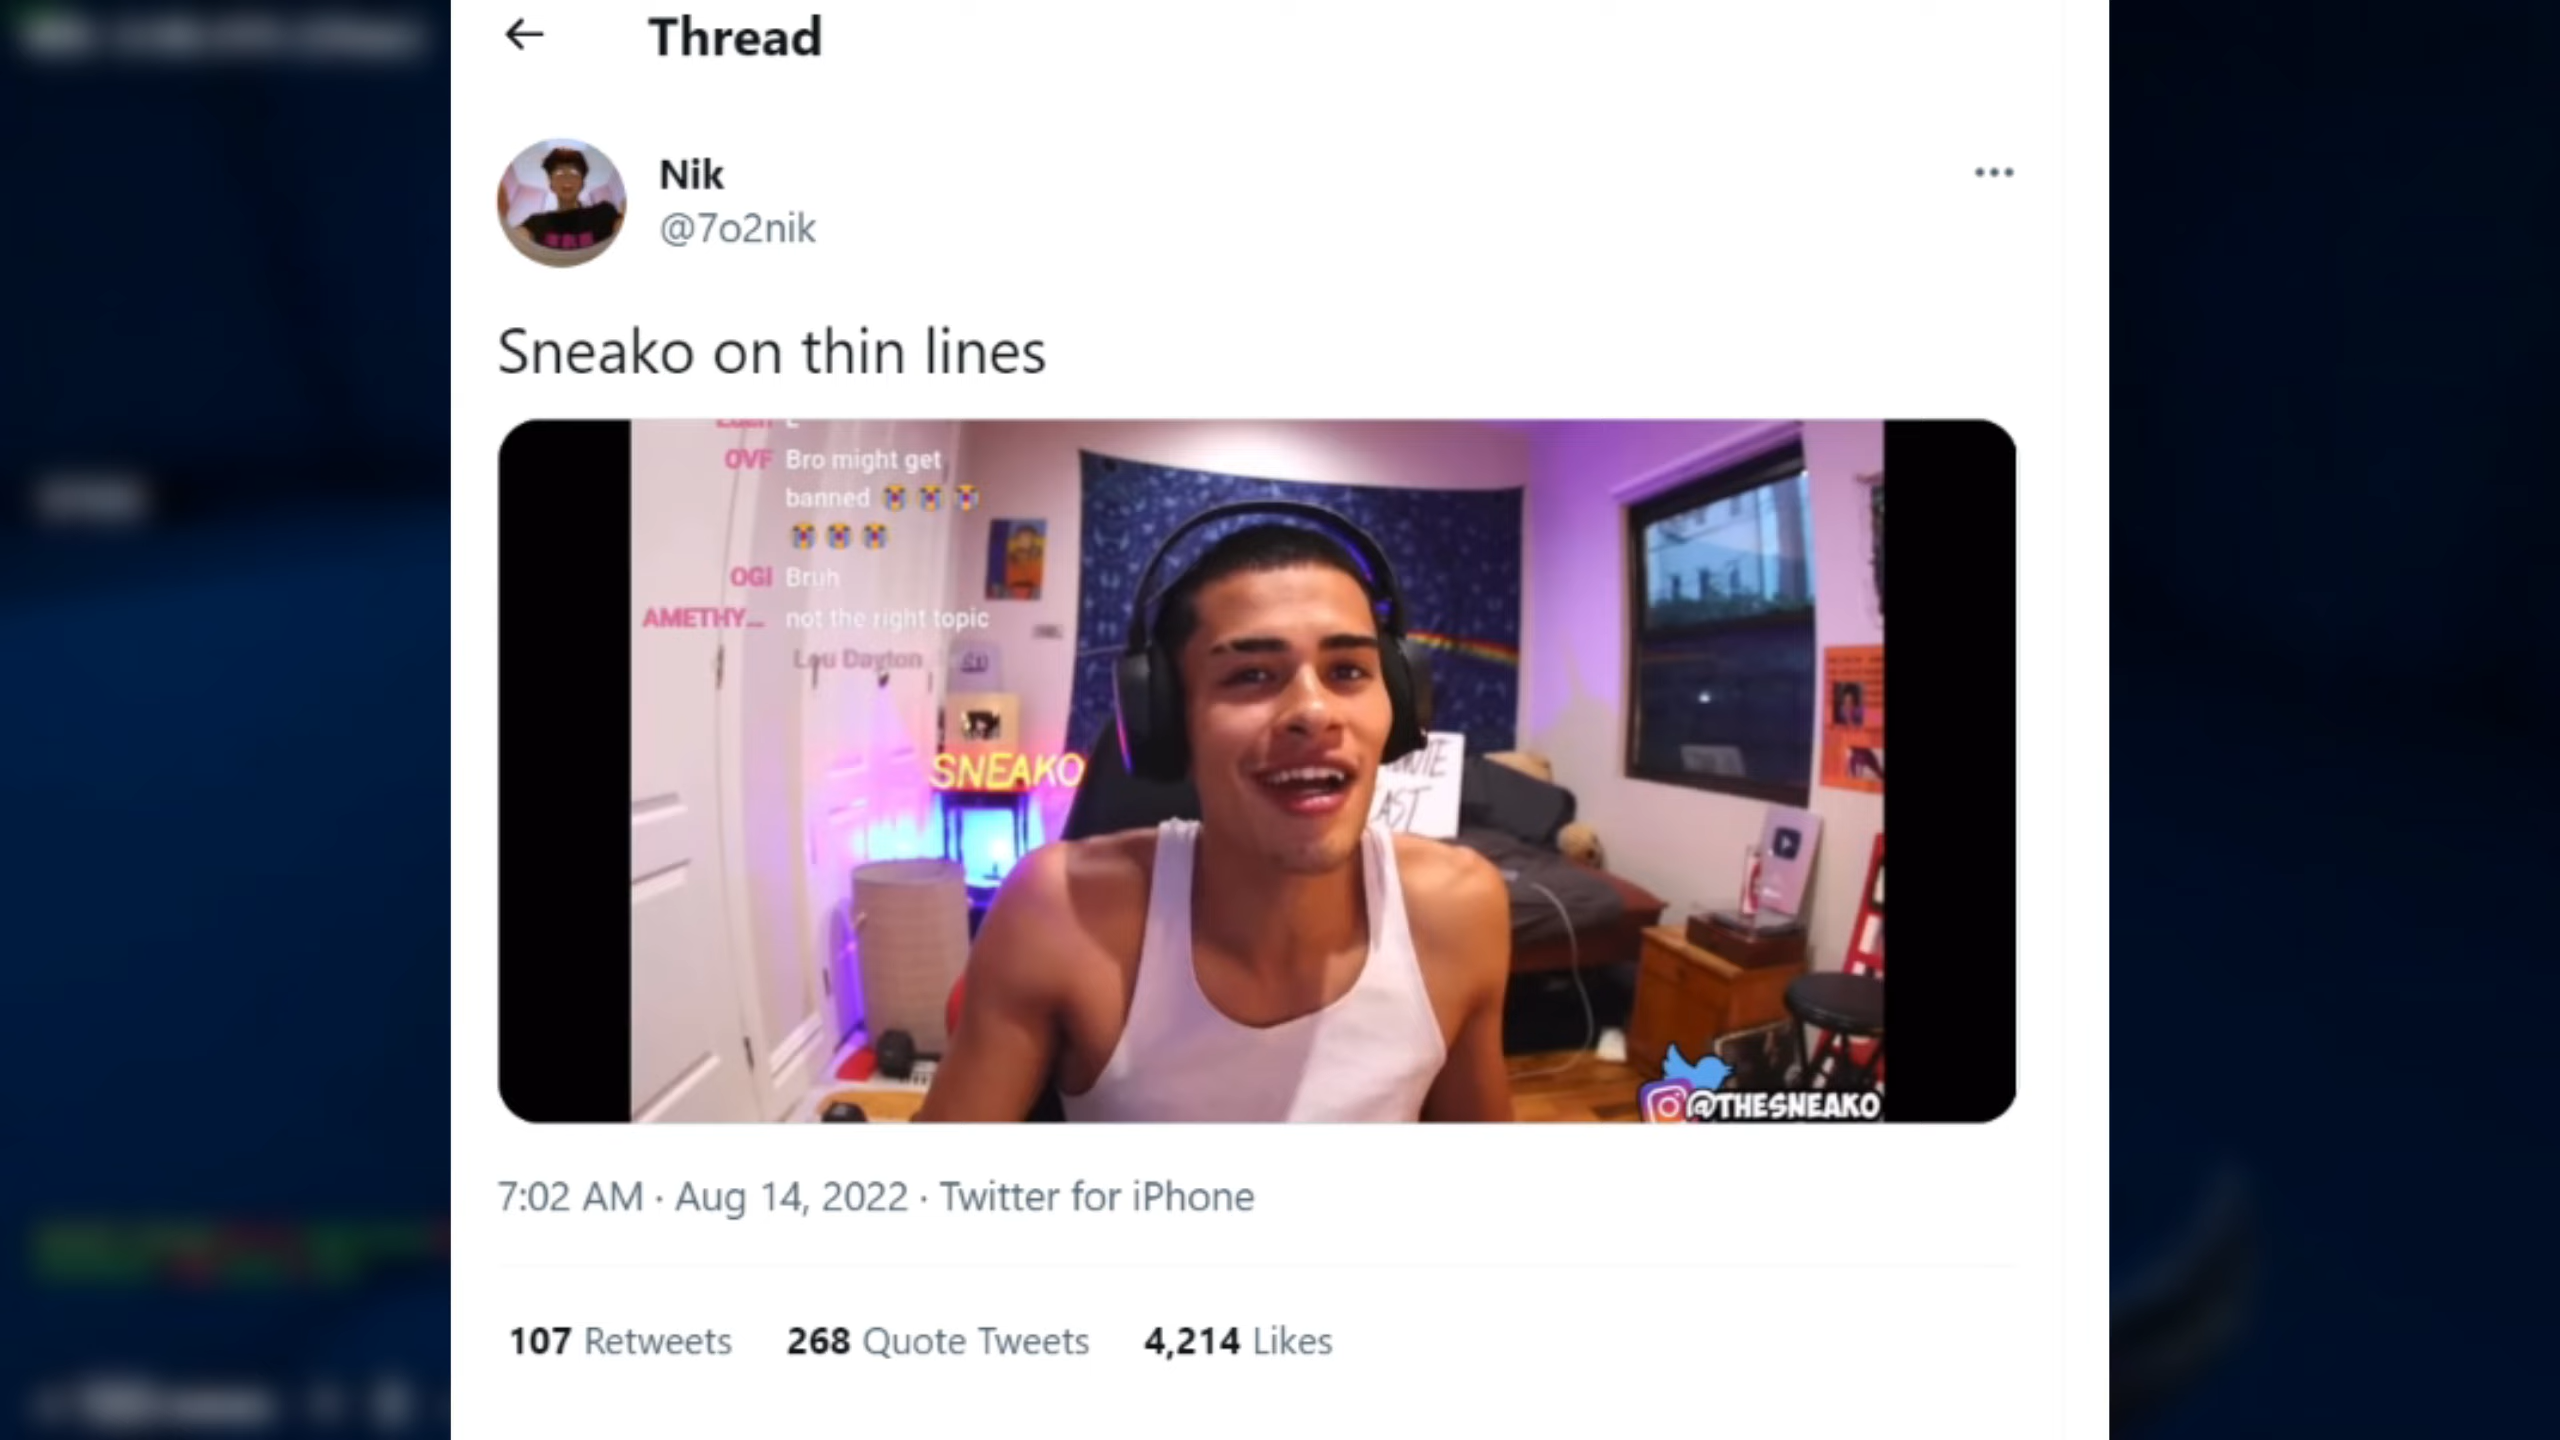 Thread
Nik
@7o2nik
Sneako on thin lines
OVF Bro might get
banned 😭😭😭
😭😭😭
OGI Bruh
AMETHY... not the right topic
Lou Dayton
SNEAKO
AST
@THESNEAKO
7:02 AM · Aug 14, 2022 · Twitter for iPhone
107 Retweets 268 Quote Tweets 4,214 Likes